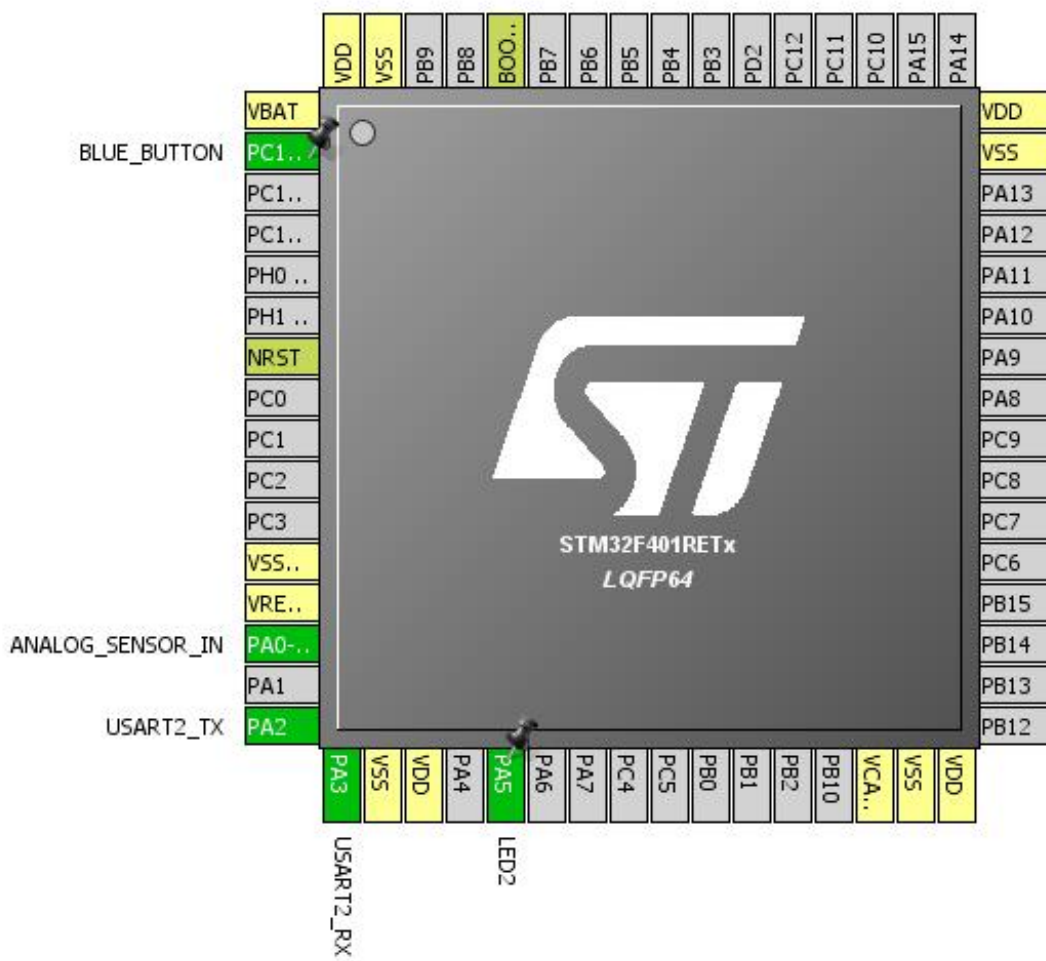 VDD
VSS
PB9
PB8
BOO..
PB7
PB6
PB5
PB4
PB3
PD2
PC12
PC11
PC10
PA15
PA14
VBAT
BLUE_BUTTON PC1..
PC1..
PC1..
PH0 ..
PH1 ..
NRST
PC0
PC1
PC2
PC3
VSS..
VRE..
ANALOG_SENSOR_IN PA0-..
PA1
USART2_TX PA2
ST
STM32F401RETx
LQFP64
VDD
VSS
PA13
PA12
PA11
PA10
PA9
PA8
PC9
PC8
PC7
PC6
PB15
PB14
PB13
PB12
PA3
VSS
VDD
PA4
PA5
PA6
PA7
PC4
PC5
PB0
PB1
PB2
PB10
VCA..
VSS
VDD
USART2_RX
LED2